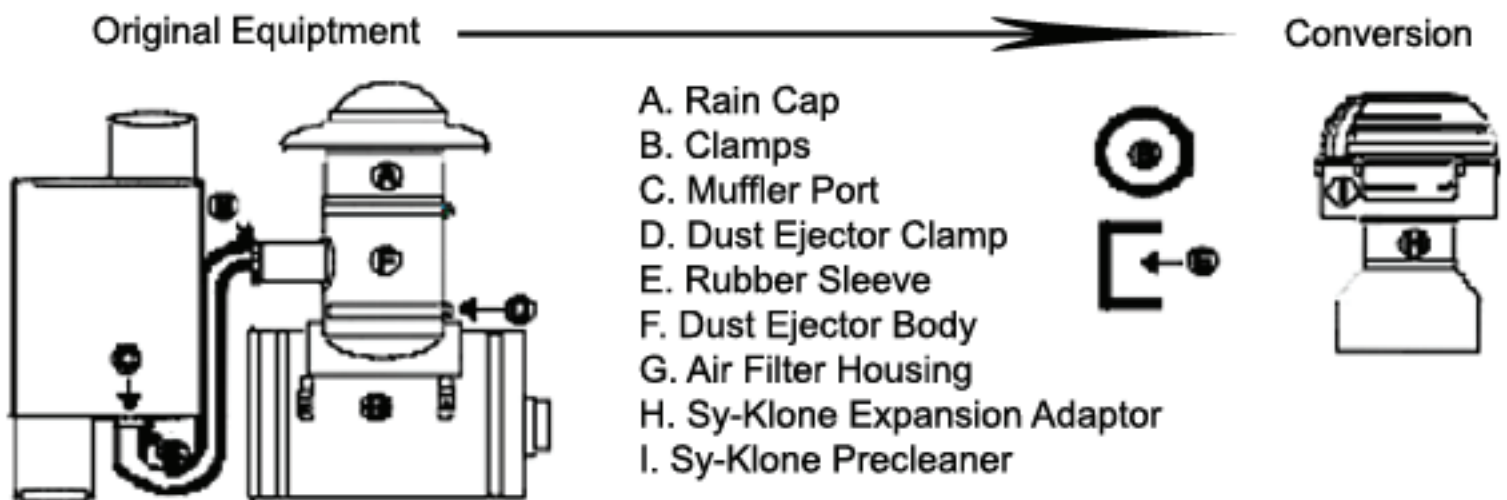 Original Equiptment
Conversion
A. Rain Cap
B. Clamps
C. Muffler Port
D. Dust Ejector Clamp
E. Rubber Sleeve
F. Dust Ejector Body
G. Air Filter Housing
H. Sy-Klone Expansion Adaptor
I. Sy-Klone Precleaner
A
F
H
I